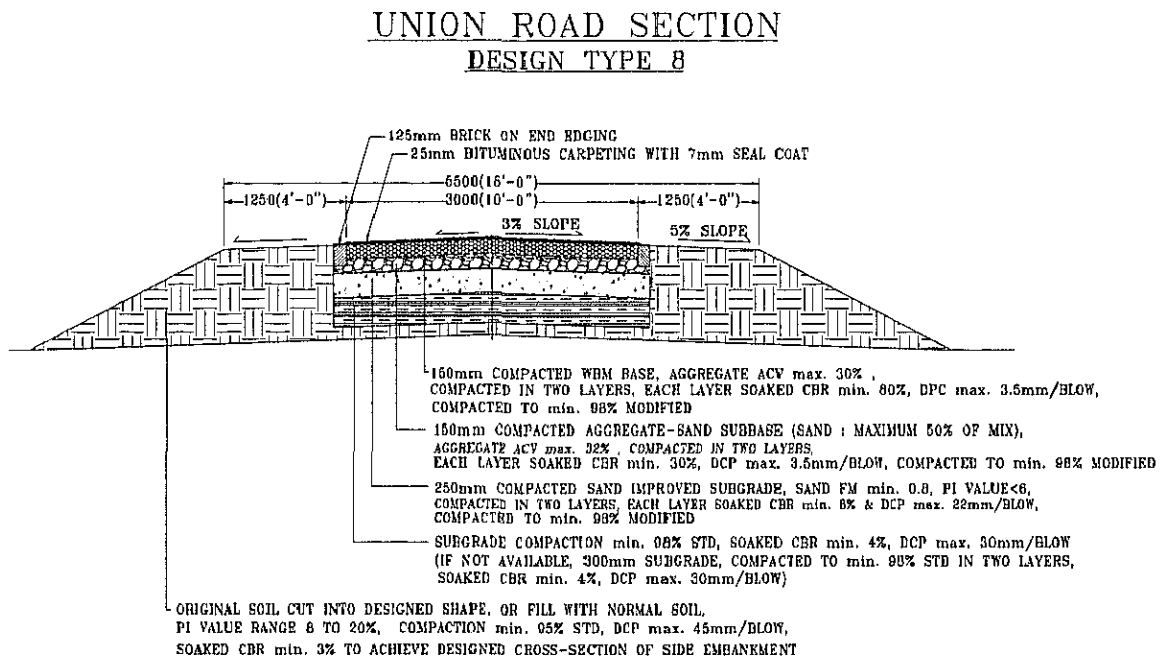 UNION ROAD SECTION
DESIGN TYPE 8
125mm BRICK ON END EDGING
25mm BITUMINOUS CARPETING WITH 7mm SEAL COAT
5500(18'-0")
1250(4'-0") 3000(10'-0") 1250(4'-0")
3% SLOPE 5% SLOPE
150mm COMPACTED WBM BASE, AGGREGATE ACV max. 30% ,
COMPACTED IN TWO LAYERS, EACH LAYER SOAKED CBR min. 80%, DPC max. 3.5mm/BLOW,
COMPACTED TO min. 98% MODIFIED
150mm COMPACTED AGGREGATE-SAND SUBBASE (SAND : MAXIMUM 50% OF MIX),
AGGREGATE ACV max. 32% , COMPACTED IN TWO LAYERS,
EACH LAYER SOAKED CBR min. 30%, DCP max. 3.5mm/BLOW, COMPACTED TO min. 98% MODIFIED
250mm COMPACTED SAND IMPROVED SUBGRADE, SAND FM min. 0.8, PI VALUE<6,
COMPACTED IN TWO LAYERS, EACH LAYER SOAKED CBR min. 8% & DCP max. 22mm/BLOW,
COMPACTED TO min. 98% MODIFIED
SUBGRADE COMPACTION min. 98% STD, SOAKED CBR min. 4%, DCP max. 30mm/BLOW
(IF NOT AVAILABLE, 300mm SUBGRADE, COMPACTED TO min. 98% STD IN TWO LAYERS,
SOAKED CBR min. 4%, DCP max. 30mm/BLOW)
ORIGINAL SOIL CUT INTO DESIGNED SHAPE, OR FILL WITH NORMAL SOIL,
PI VALUE RANGE 8 TO 20%, COMPACTION min. 95% STD, DCP max. 45mm/BLOW,
SOAKED CBR min. 3% TO ACHIEVE DESIGNED CROSS-SECTION OF SIDE EMBANKMENT